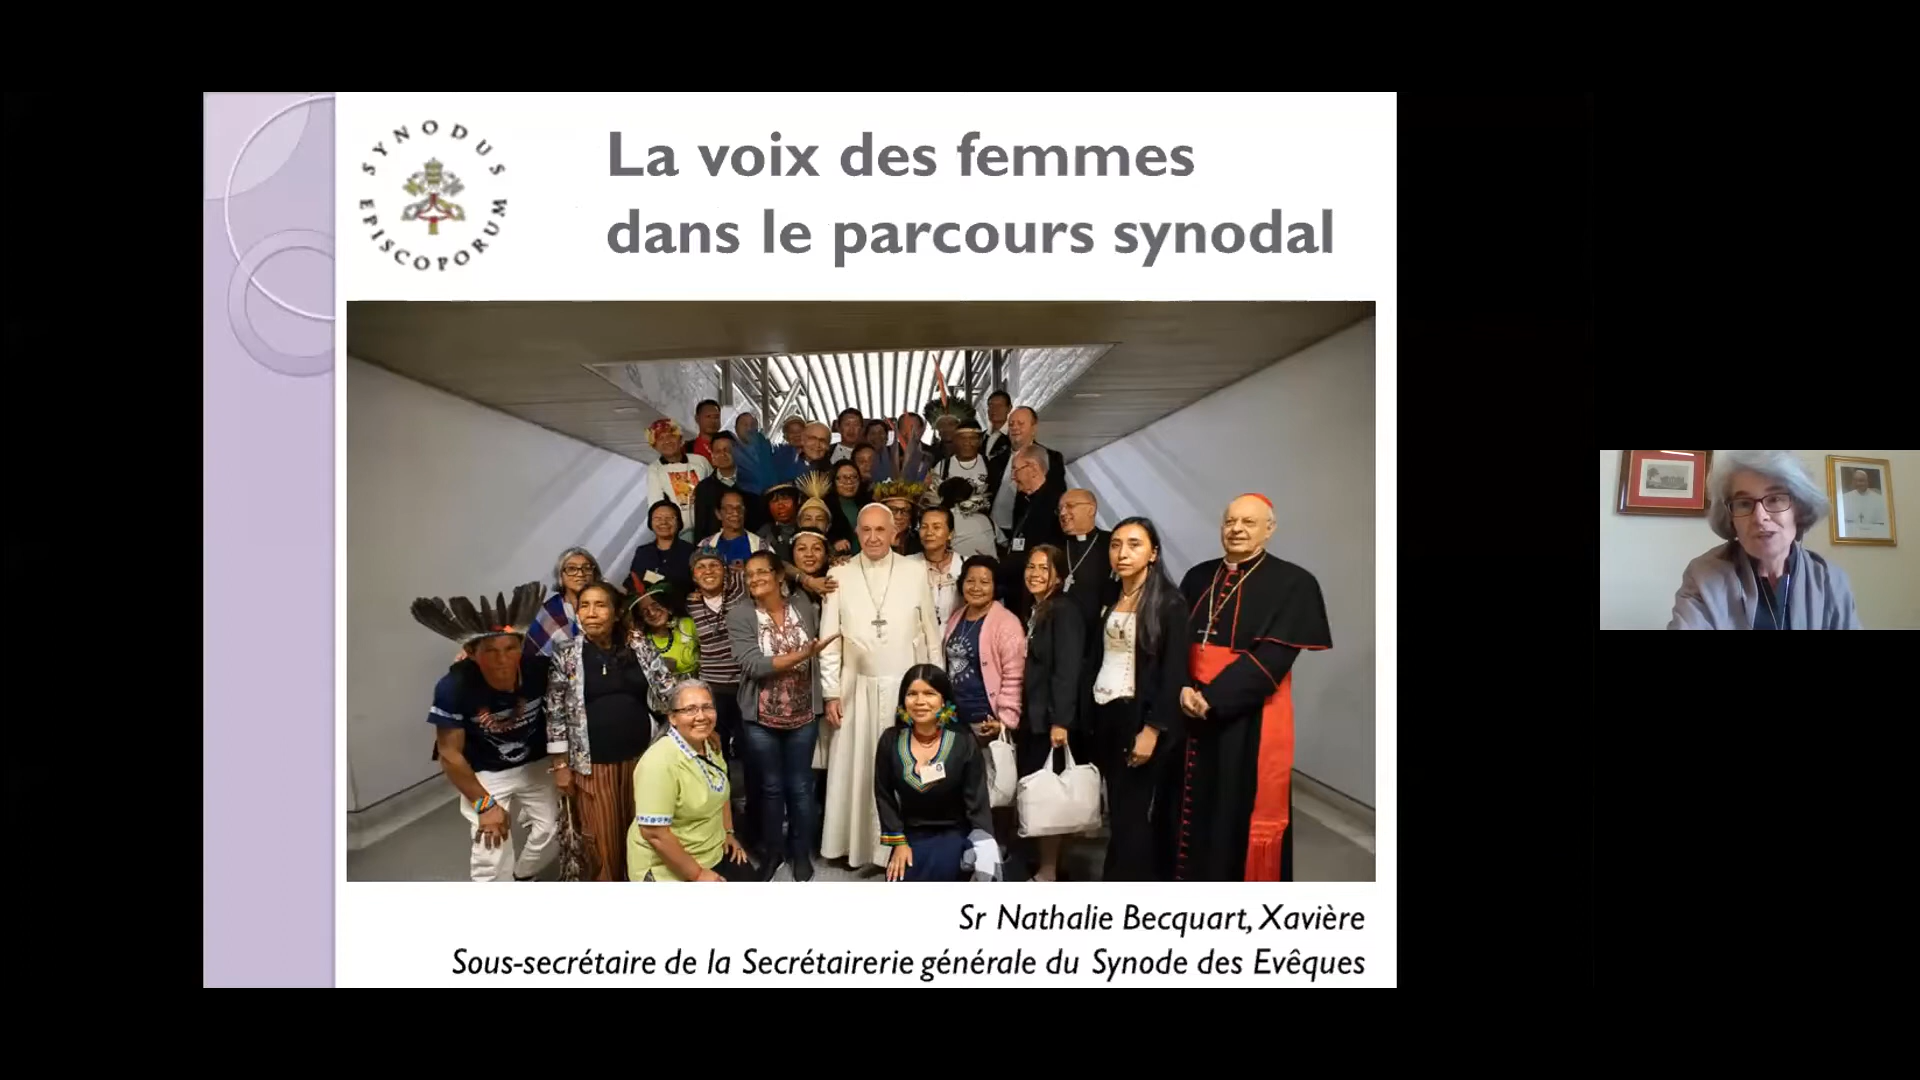 SYNODUS EPISCOPORUM
La voix des femmes
dans le parcours synodal
Sr Nathalie Becquart, Xavière
Sous-secrétaire de la Secrétairerie générale du Synode des Evêques